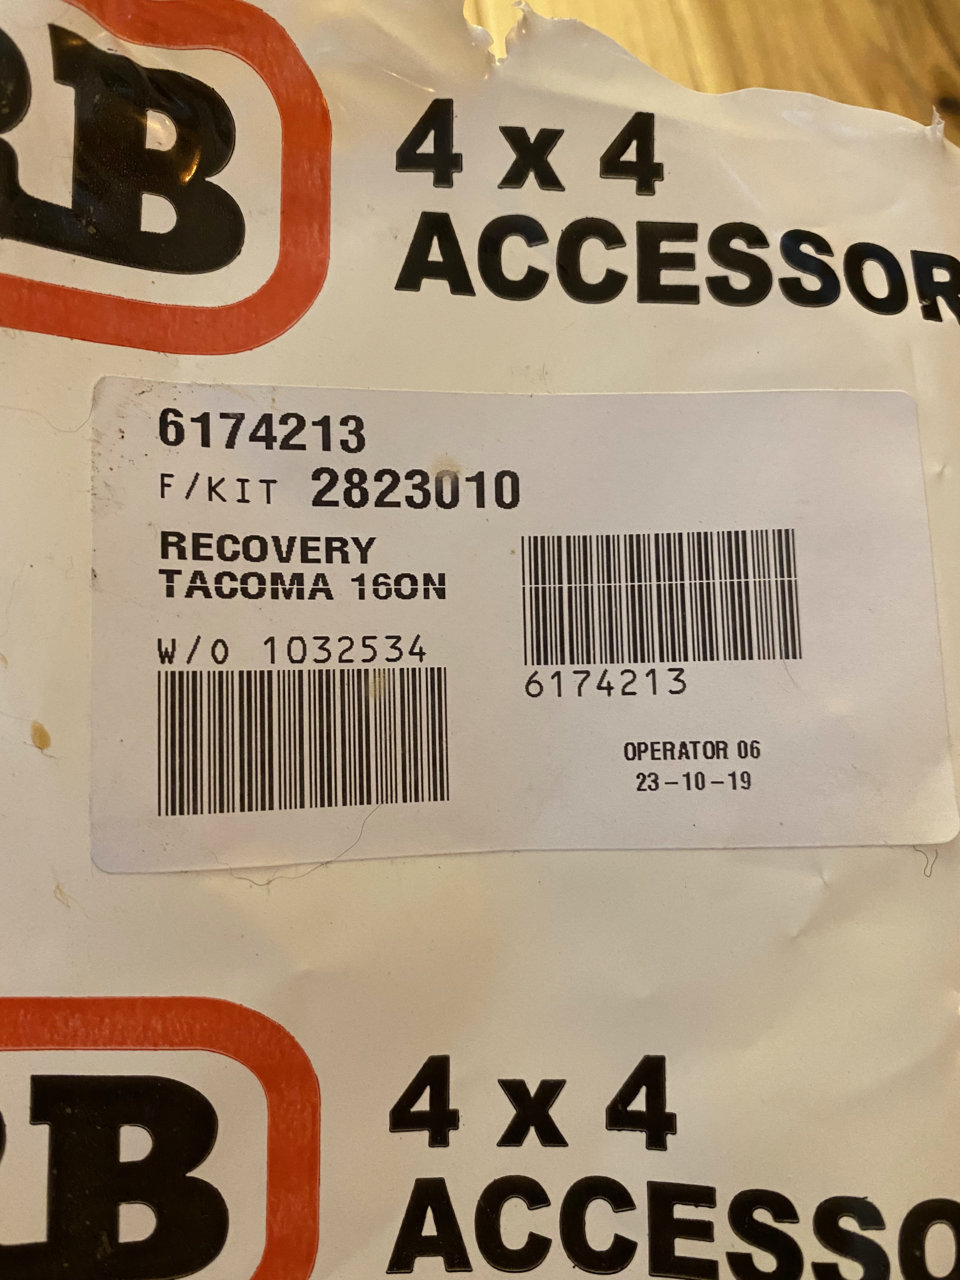 RB
4 x 4
ACCESSOR
6174213
F/KIT 2823010
RECOVERY
TACOMA 16ON
W/O 1032534
6174213
OPERATOR 06
23-10-19
RB
4 x 4
ACCESSO